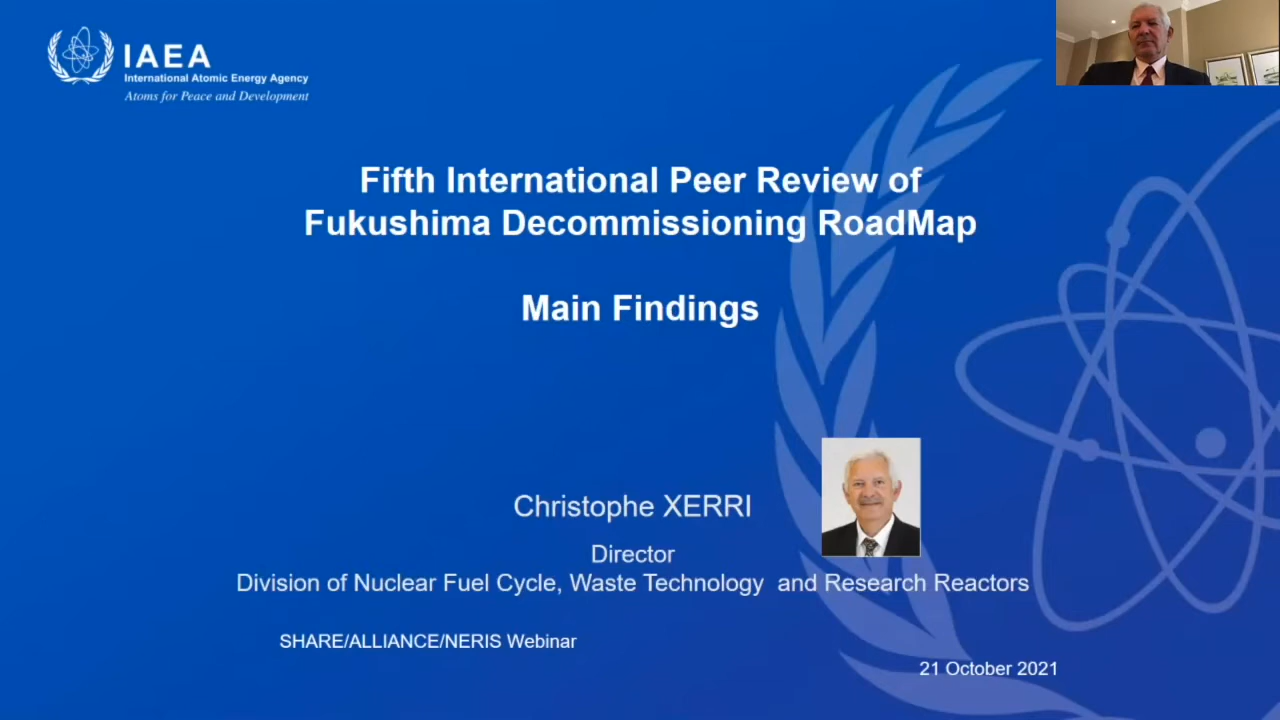 IAEA
International Atomic Energy Agency
Atoms for Peace and Development
Fifth International Peer Review of
Fukushima Decommissioning RoadMap
Main Findings
Christophe XERRI
Director
Division of Nuclear Fuel Cycle, Waste Technology and Research Reactors
SHARE/ALLIANCE/NERIS Webinar
21 October 2021